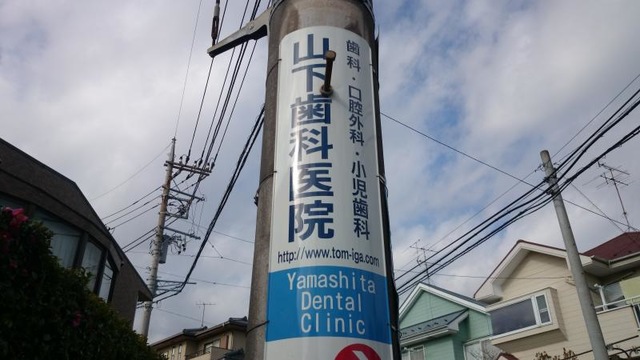 歯科・口腔外科・小児歯科
山下歯科医院
http://www.tom-iga.com
Yamashita
Dental
Clinic